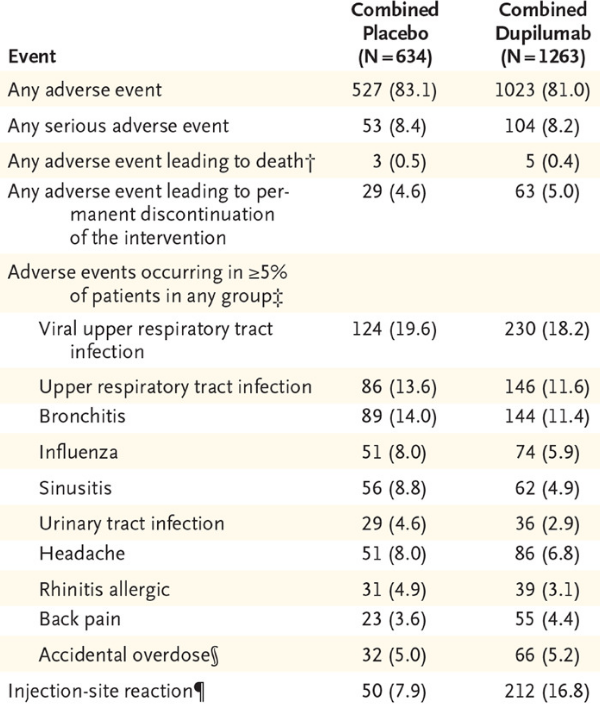 Event Combined Placebo (N=634) Combined Dupilumab (N=1263)
Any adverse event 527 (83.1) 1023 (81.0)
Any serious adverse event 53 (8.4) 104 (8.2)
Any adverse event leading to death† 3 (0.5) 5 (0.4)
Any adverse event leading to per- 29 (4.6) 63 (5.0)
manent discontinuation
of the intervention
Adverse events occurring in ≥5%
of patients in any group‡
Viral upper respiratory tract 124 (19.6) 230 (18.2)
infection
Upper respiratory tract infection 86 (13.6) 146 (11.6)
Bronchitis 89 (14.0) 144 (11.4)
Influenza 51 (8.0) 74 (5.9)
Sinusitis 56 (8.8) 62 (4.9)
Urinary tract infection 29 (4.6) 36 (2.9)
Headache 51 (8.0) 86 (6.8)
Rhinitis allergic 31 (4.9) 39 (3.1)
Back pain 23 (3.6) 55 (4.4)
Accidental overdose§ 32 (5.0) 66 (5.2)
Injection-site reaction¶ 50 (7.9) 212 (16.8)